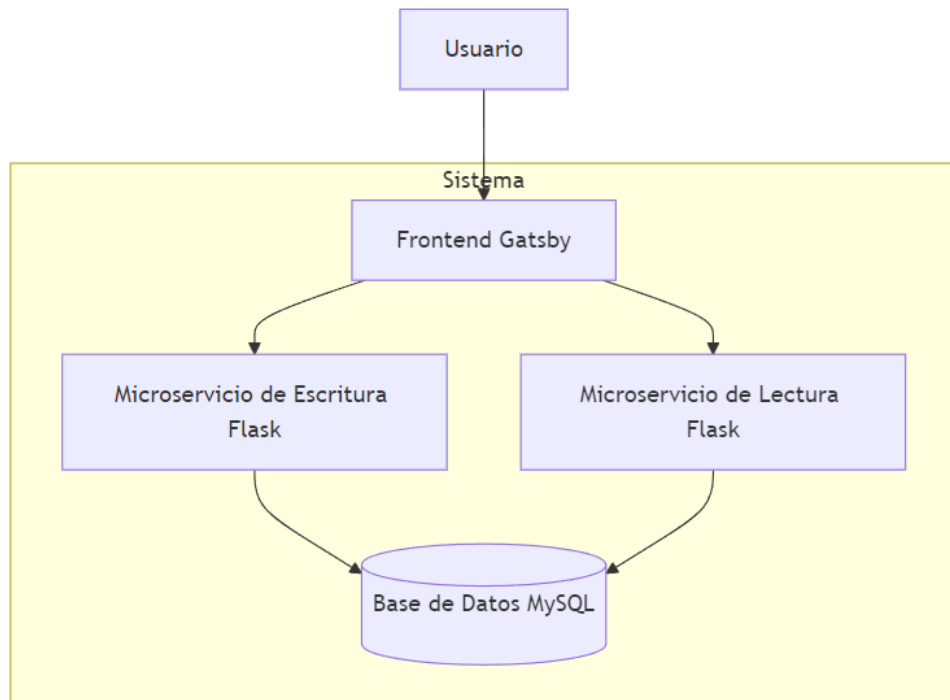 Usuario
Sistema
Frontend Gatsby
Microservicio de Escritura
Flask
Microservicio de Lectura
Flask
Base de Datos MySQL